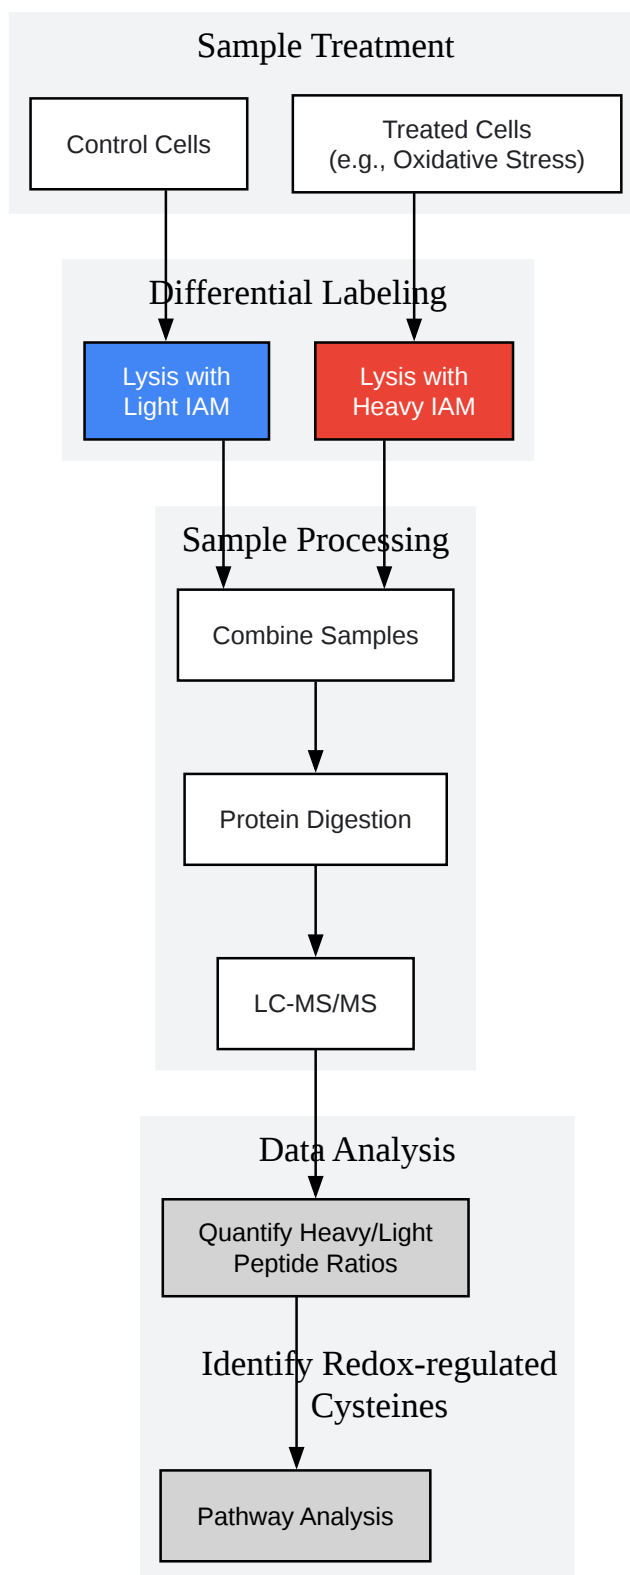 Sample Treatment
Control Cells
Treated Cells
(e.g., Oxidative Stress)
Differential Labeling
Lysis with
Light IAM
Lysis with
Heavy IAM
Sample Processing
Combine Samples
Protein Digestion
LC-MS/MS
Data Analysis
Quantify Heavy/Light
Peptide Ratios
Identify Redox-regulated
Cysteines
Pathway Analysis